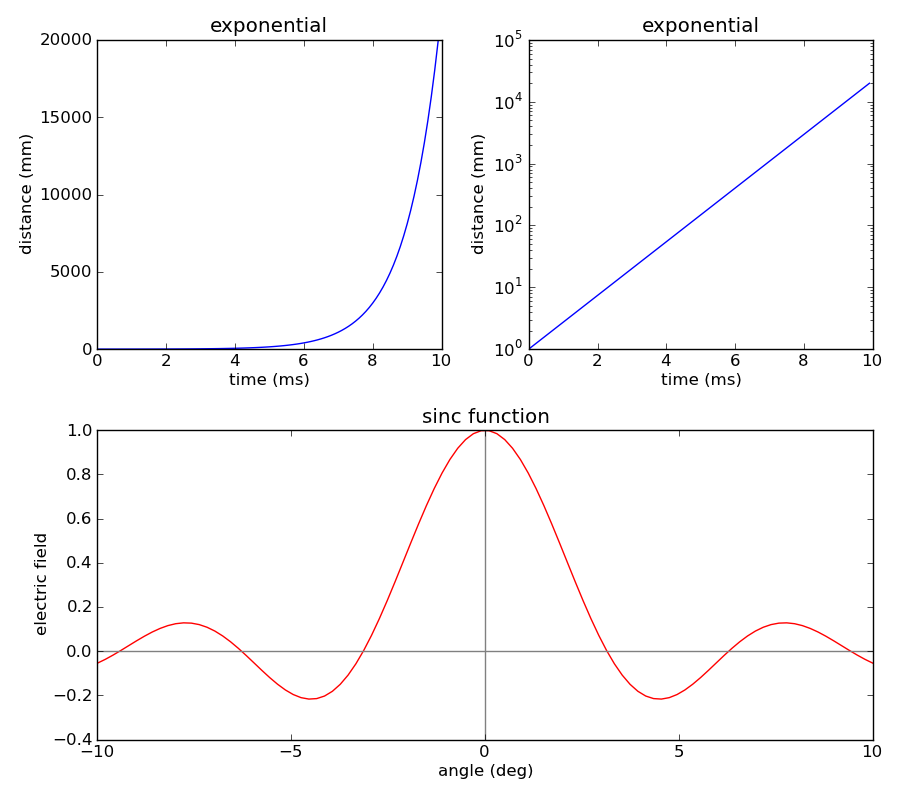 exponential
20000
15000
10000
5000
0
distance (mm)
0 2 4 6 8 10
time (ms)
exponential
10^5
10^4
10^3
10^2
10^1
10^0
distance (mm)
0 2 4 6 8 10
time (ms)
sinc function
1.0
0.8
0.6
0.4
0.2
0.0
−0.2
−0.4
electric field
−10 −5 0 5 10
angle (deg)